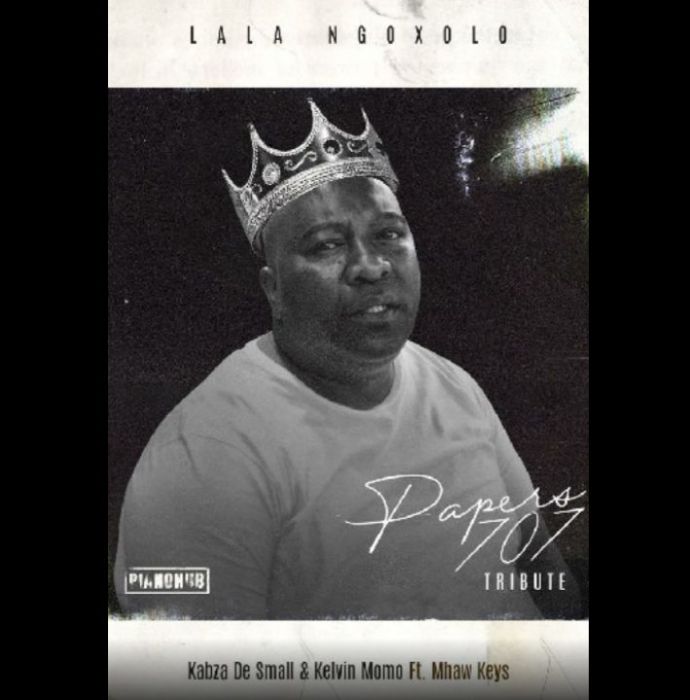 LALA NGOXOLO
Papers
707
TRIBUTE
PIANOHUB
Kabza De Small & Kelvin Momo Ft. Mhaw Keys